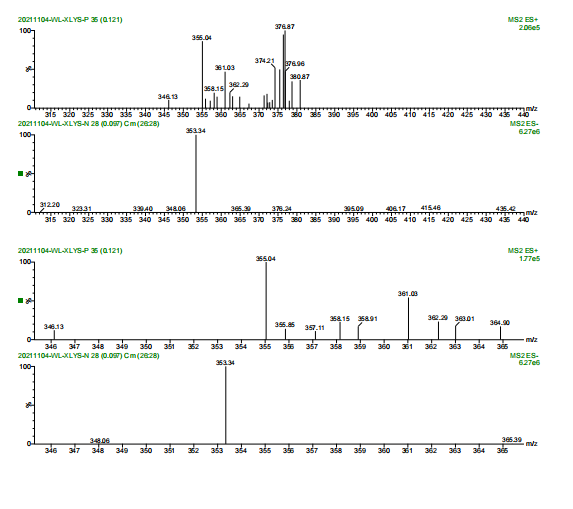 20211104-WL-XLYS-P 35 (0.121) MS2 ES+
376.87 2.06e5
100
355.04
361.03 374.21 376.96
358.15 362.29 380.87
346.13
%
0
315 320 325 330 335 340 345 350 355 360 365 370 375 380 385 390 395 400 405 410 415 420 425 430 435 440 m/z
20211104-WL-XLYS-N 28 (0.097) Cm (26:28) MS2 ES-
353.34 6.27e6
100
%
312.20 323.31 339.40 348.06 365.39 376.24 395.09 406.17 415.46 435.42
0
315 320 325 330 335 340 345 350 355 360 365 370 375 380 385 390 395 400 405 410 415 420 425 430 435 440 m/z
20211104-WL-XLYS-P 35 (0.121) MS2 ES+
355.04 1.77e5
100
361.03
%
346.13 355.85 357.11 358.15 358.91 362.29 363.01 364.90
0
346 347 348 349 350 351 352 353 354 355 356 357 358 359 360 361 362 363 364 365 m/z
20211104-WL-XLYS-N 28 (0.097) Cm (26:28) MS2 ES-
353.34 6.27e6
100
%
348.06 365.39
0
346 347 348 349 350 351 352 353 354 355 356 357 358 359 360 361 362 363 364 365 m/z